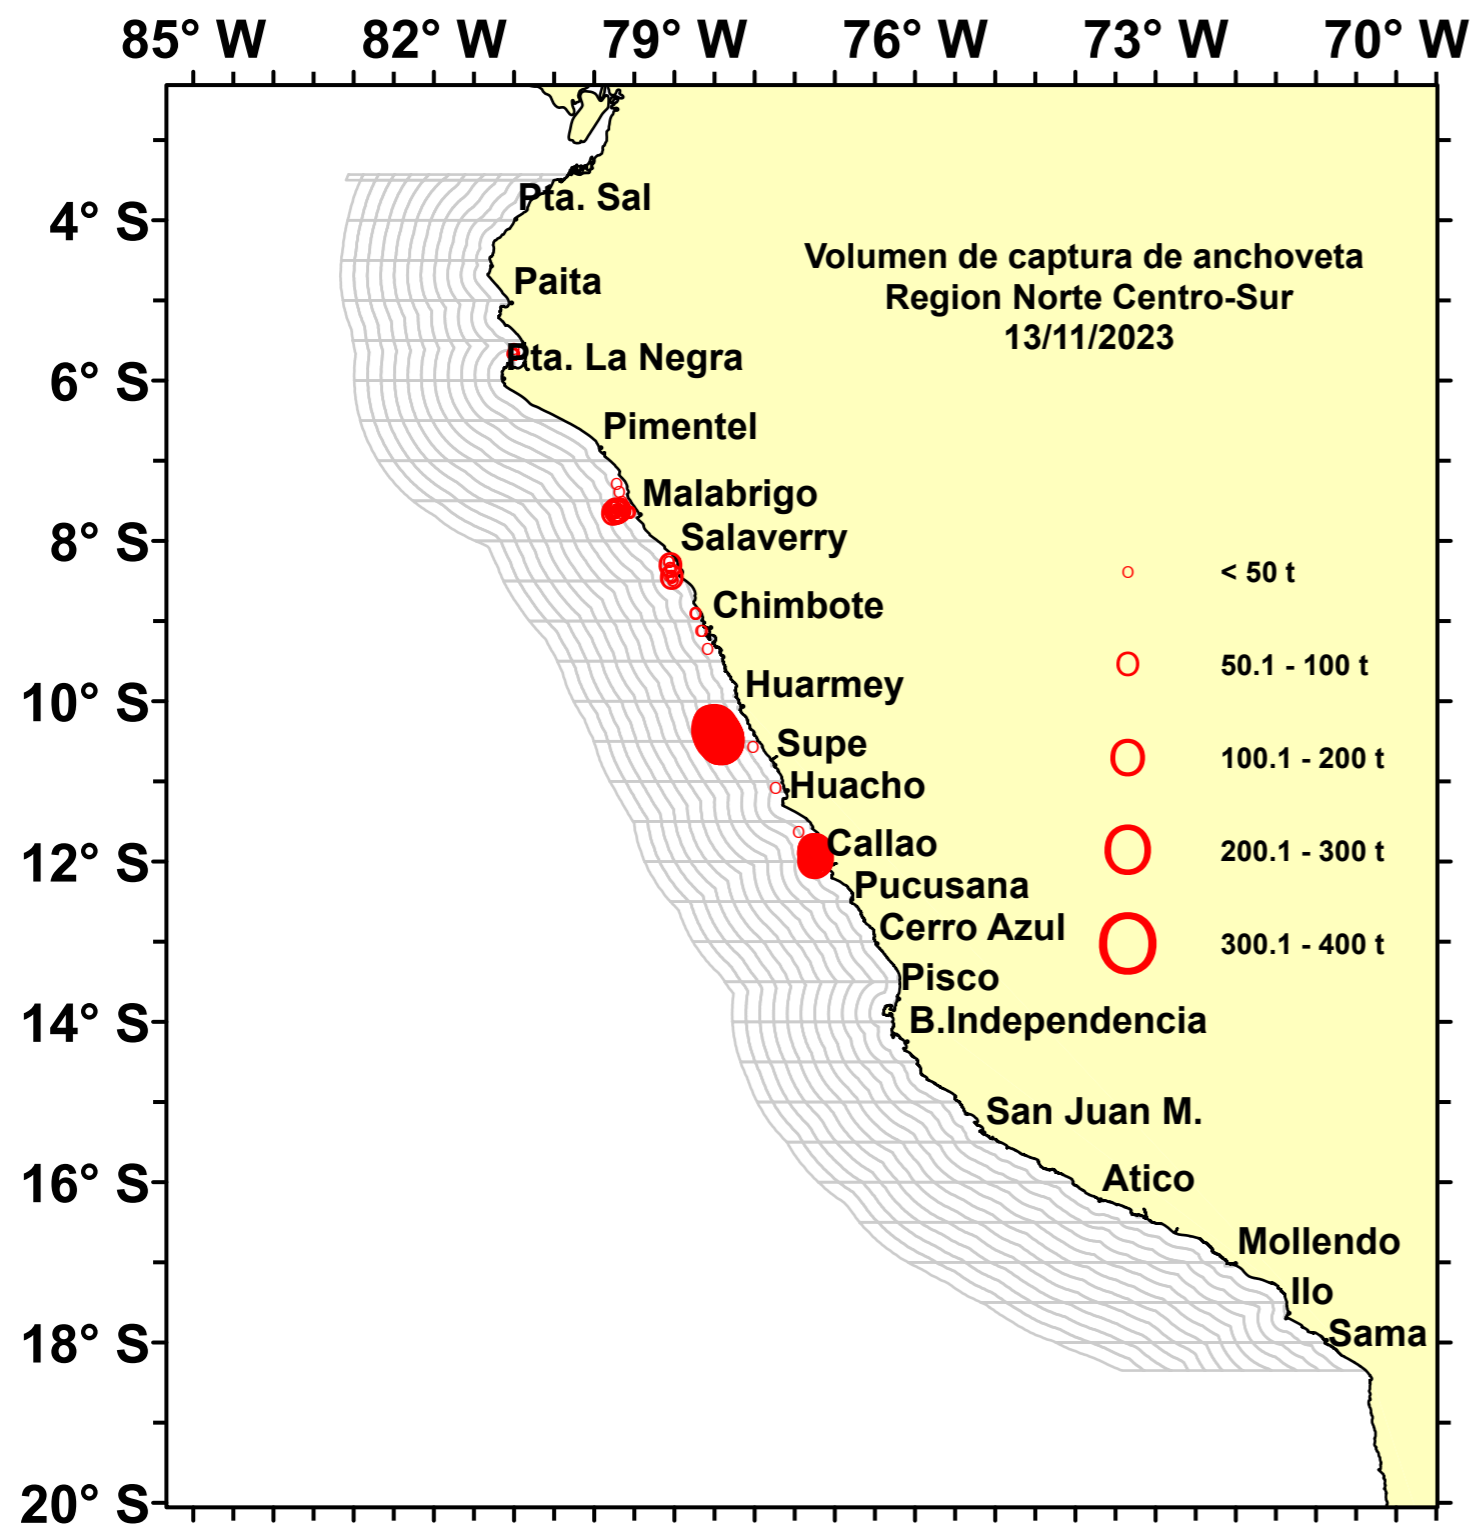 85° W 82° W 79° W 76° W 73° W 70° W
Pta. Sal
4° S
Volumen de captura de anchoveta
Region Norte Centro-Sur
13/11/2023
Paita
Pta. La Negra
6° S
Pimentel
Malabrigo
8° S
Salaverry
< 50 t
Chimbote
50.1 - 100 t
10° S
Huarmey
Supe
100.1 - 200 t
Huacho
Callao
200.1 - 300 t
12° S
Pucusana
Cerro Azul
300.1 - 400 t
Pisco
14° S
B.Independencia
San Juan M.
16° S
Atico
Mollendo
Ilo
18° S
Sama
20° S